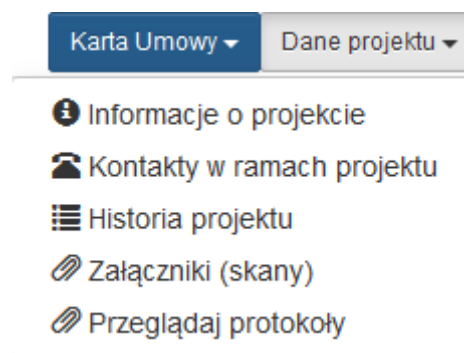 Karta Umowy Dane projektu
Informacje o projekcie
Kontakty w ramach projektu
Historia projektu
Załączniki (skany)
Przeglądaj protokoły